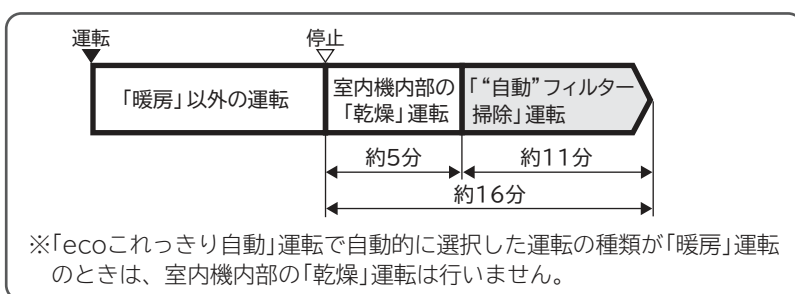 運転 停止
「暖房」以外の運転
室内機内部の
「乾燥」運転
「“自動”フィルター
掃除」運転
約5分 約11分
約16分
※「ecoこれっきり自動」運転で自動的に選択した運転の種類が「暖房」運転
のときは、室内機内部の「乾燥」運転は行いません。